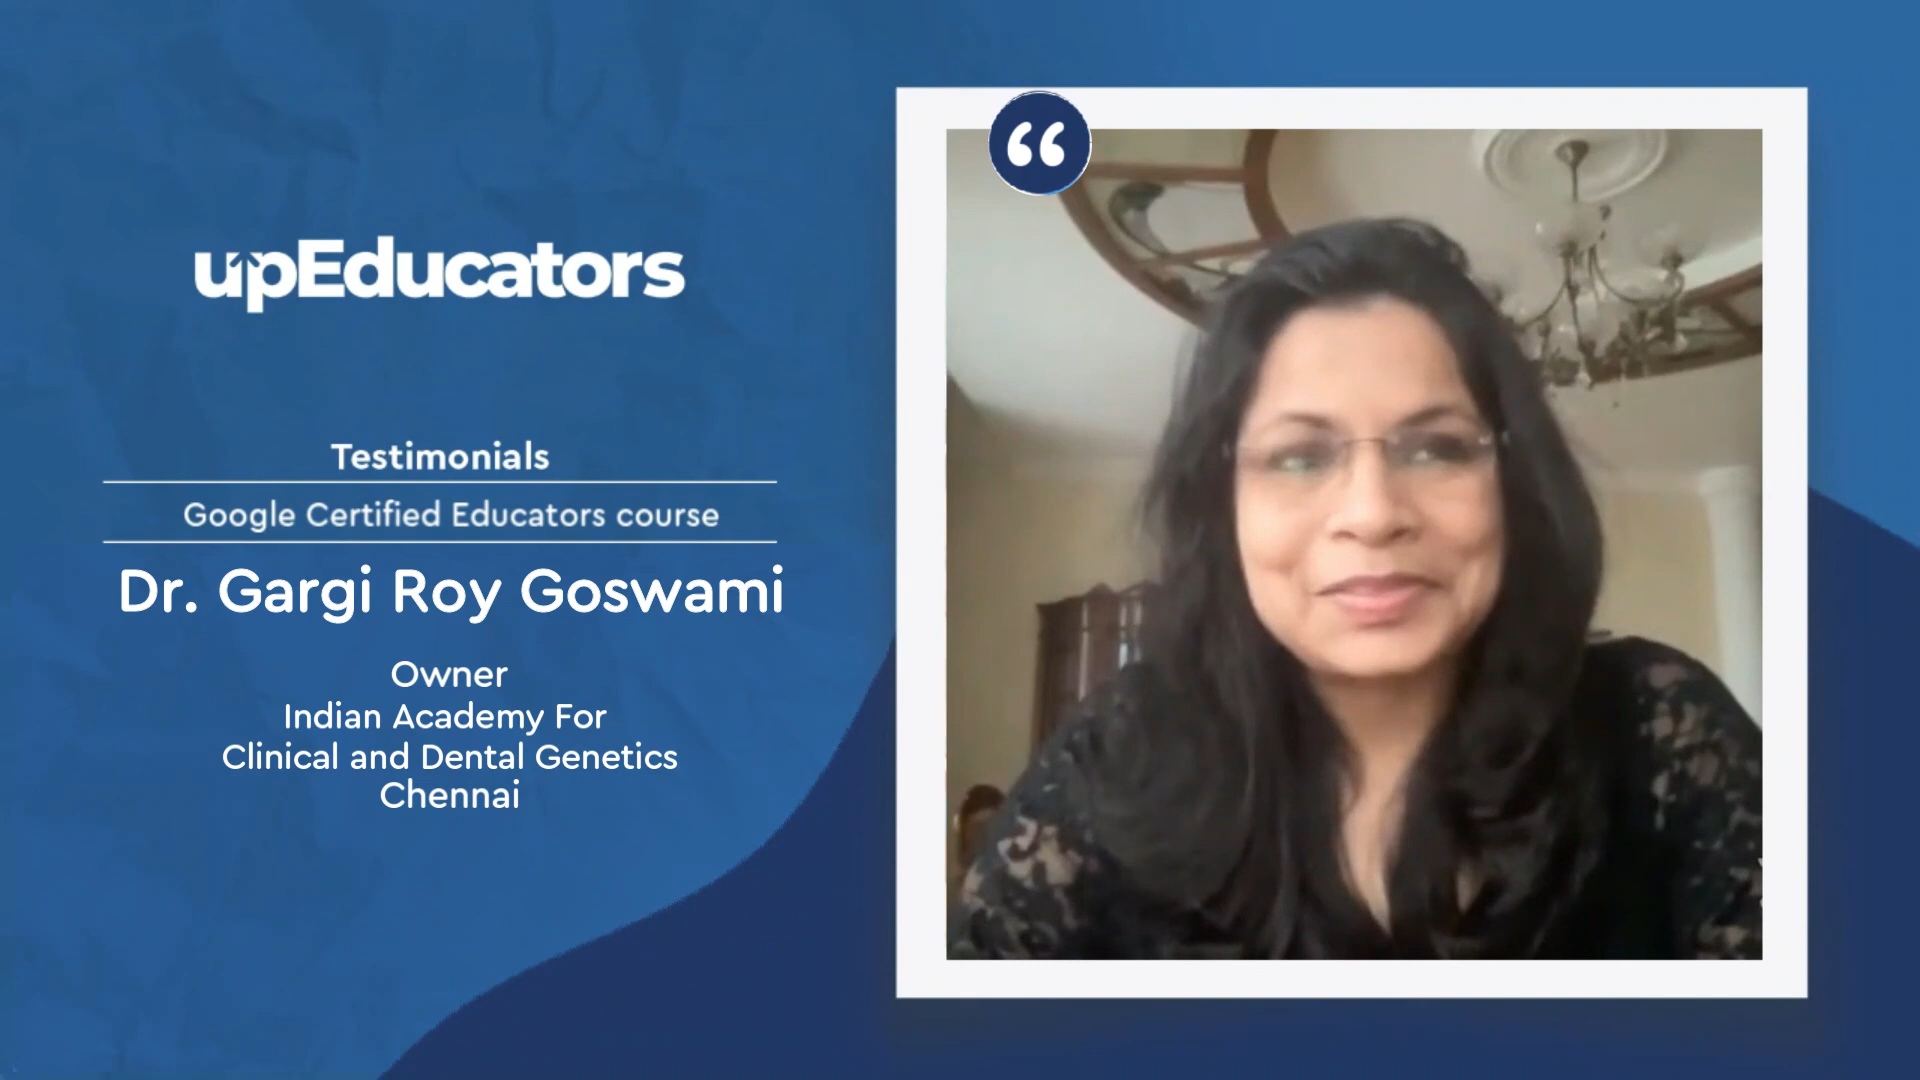 upEducators
Testimonials
Google Certified Educators course
Dr. Gargi Roy Goswami
Owner
Indian Academy For
Clinical and Dental Genetics
Chennai